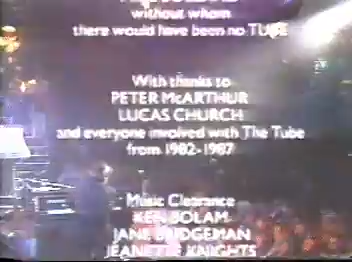 without whom
there would have been no TUBE
With thanks to
PETER McARTHUR
LUCAS CHURCH
and everyone involved with The Tube
from 1982-1987
Music Clearance
KEN BOLAM
JANE BRIDGEMAN
JEANETTE KNIGHTS